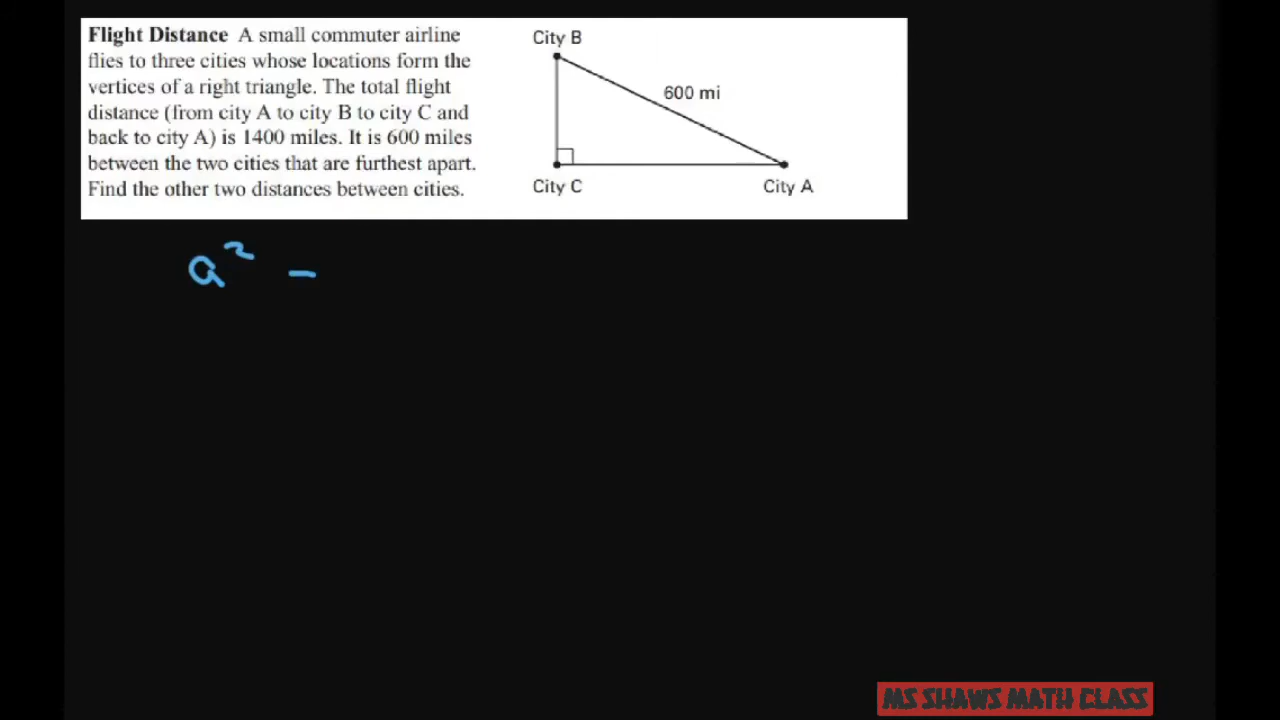 Flight Distance A small commuter airline
flies to three cities whose locations form the
vertices of a right triangle. The total flight
distance (from city A to city B to city C and
back to city A) is 1400 miles. It is 600 miles
between the two cities that are furthest apart.
Find the other two distances between cities.
City B
600 mi
City C
City A
a² –
MS SHAWS MATH CLASS